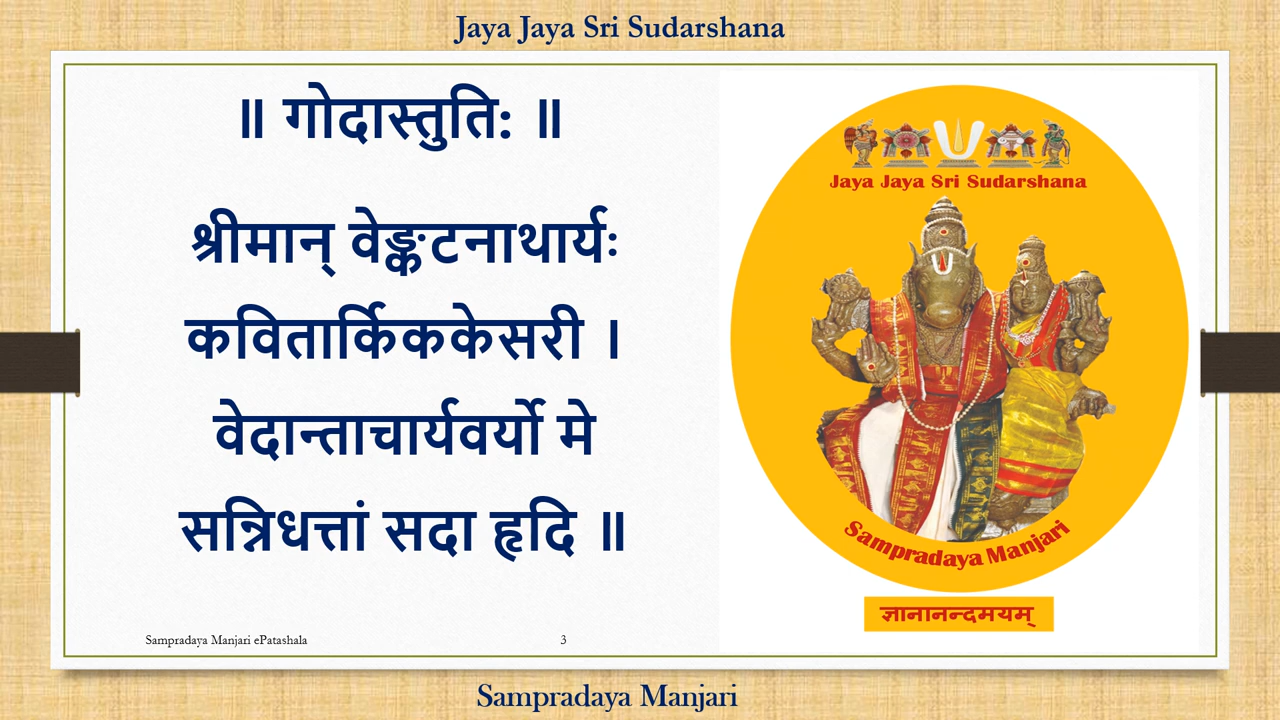 Jaya Jaya Sri Sudarshana
॥ गोदास्तुति: ॥
श्रीमान् वेङ्कटनाथार्यः
कवितार्किककेसरी ।
वेदान्ताचार्यवर्यो मे
सन्निधत्तां सदा हृदि ॥
Jaya Jaya Sri Sudarshana
Sampradaya Manjari
ज्ञानानन्दमयम्
Sampradaya Manjari ePatashala
3
Sampradaya Manjari